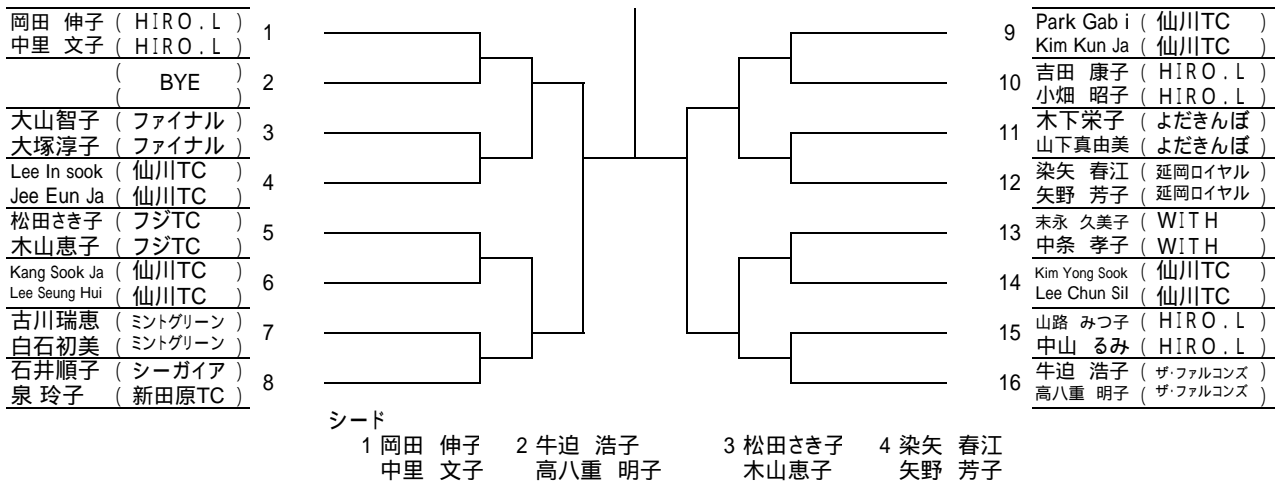 岡田 伸子 ( HIRO.L )
中里 文子 ( HIRO.L )
1
( )
BYE
( )
2
大山智子 ( ファイナル )
大塚淳子 ( ファイナル )
3
Lee In sook ( 仙川TC )
Jee Eun Ja ( 仙川TC )
4
松田さき子 ( フジTC )
木山恵子 ( フジTC )
5
Kang Sook Ja ( 仙川TC )
Lee Seung Hui ( 仙川TC )
6
古川瑞恵 ( ミントグリーン )
白石初美 ( ミントグリーン )
7
石井順子 ( シーガイア )
泉 玲子 ( 新田原TC )
8
9
Park Gab i ( 仙川TC )
Kim Kun Ja ( 仙川TC )
10
吉田 康子 ( HIRO.L )
小畑 昭子 ( HIRO.L )
11
木下栄子 ( よだきんぼ )
山下真由美 ( よだきんぼ )
12
染矢 春江 ( 延岡ロイヤル )
矢野 芳子 ( 延岡ロイヤル )
13
末永 久美子 ( WITH )
中条 孝子 ( WITH )
14
Kim Yong Sook ( 仙川TC )
Lee Chun Sil ( 仙川TC )
15
山路 みつ子 ( HIRO.L )
中山 るみ ( HIRO.L )
16
牛迫 浩子 ( ザ・ファルコンズ )
高八重 明子 ( ザ・ファルコンズ )
シード
1 岡田 伸子 2 牛迫 浩子 3 松田さき子 4 染矢 春江
中里 文子 高八重 明子 木山恵子 矢野 芳子